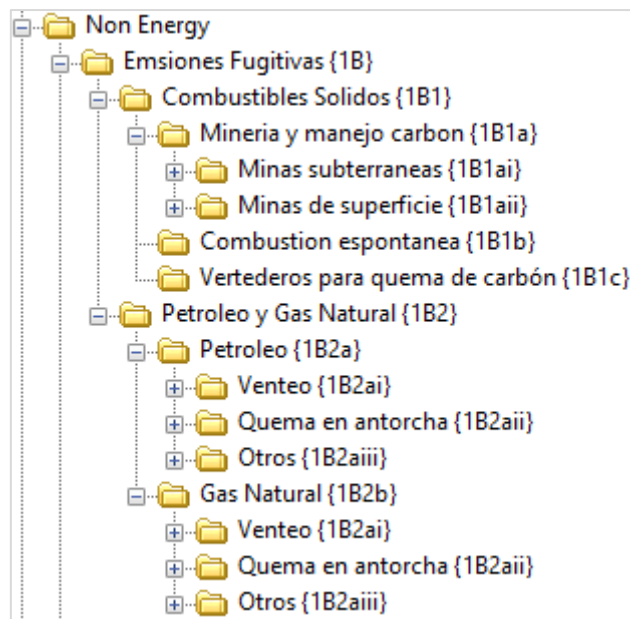 Non Energy
Emsiones Fugitivas {1B}
Combustibles Solidos {1B1}
Mineria y manejo carbon {1B1a}
Minas subterraneas {1B1ai}
Minas de superficie {1B1aii}
Combustion espontanea {1B1b}
Vertederos para quema de carbón {1B1c}
Petroleo y Gas Natural {1B2}
Petroleo {1B2a}
Venteo {1B2ai}
Quema en antorcha {1B2aii}
Otros {1B2aiii}
Gas Natural {1B2b}
Venteo {1B2ai}
Quema en antorcha {1B2aii}
Otros {1B2aiii}